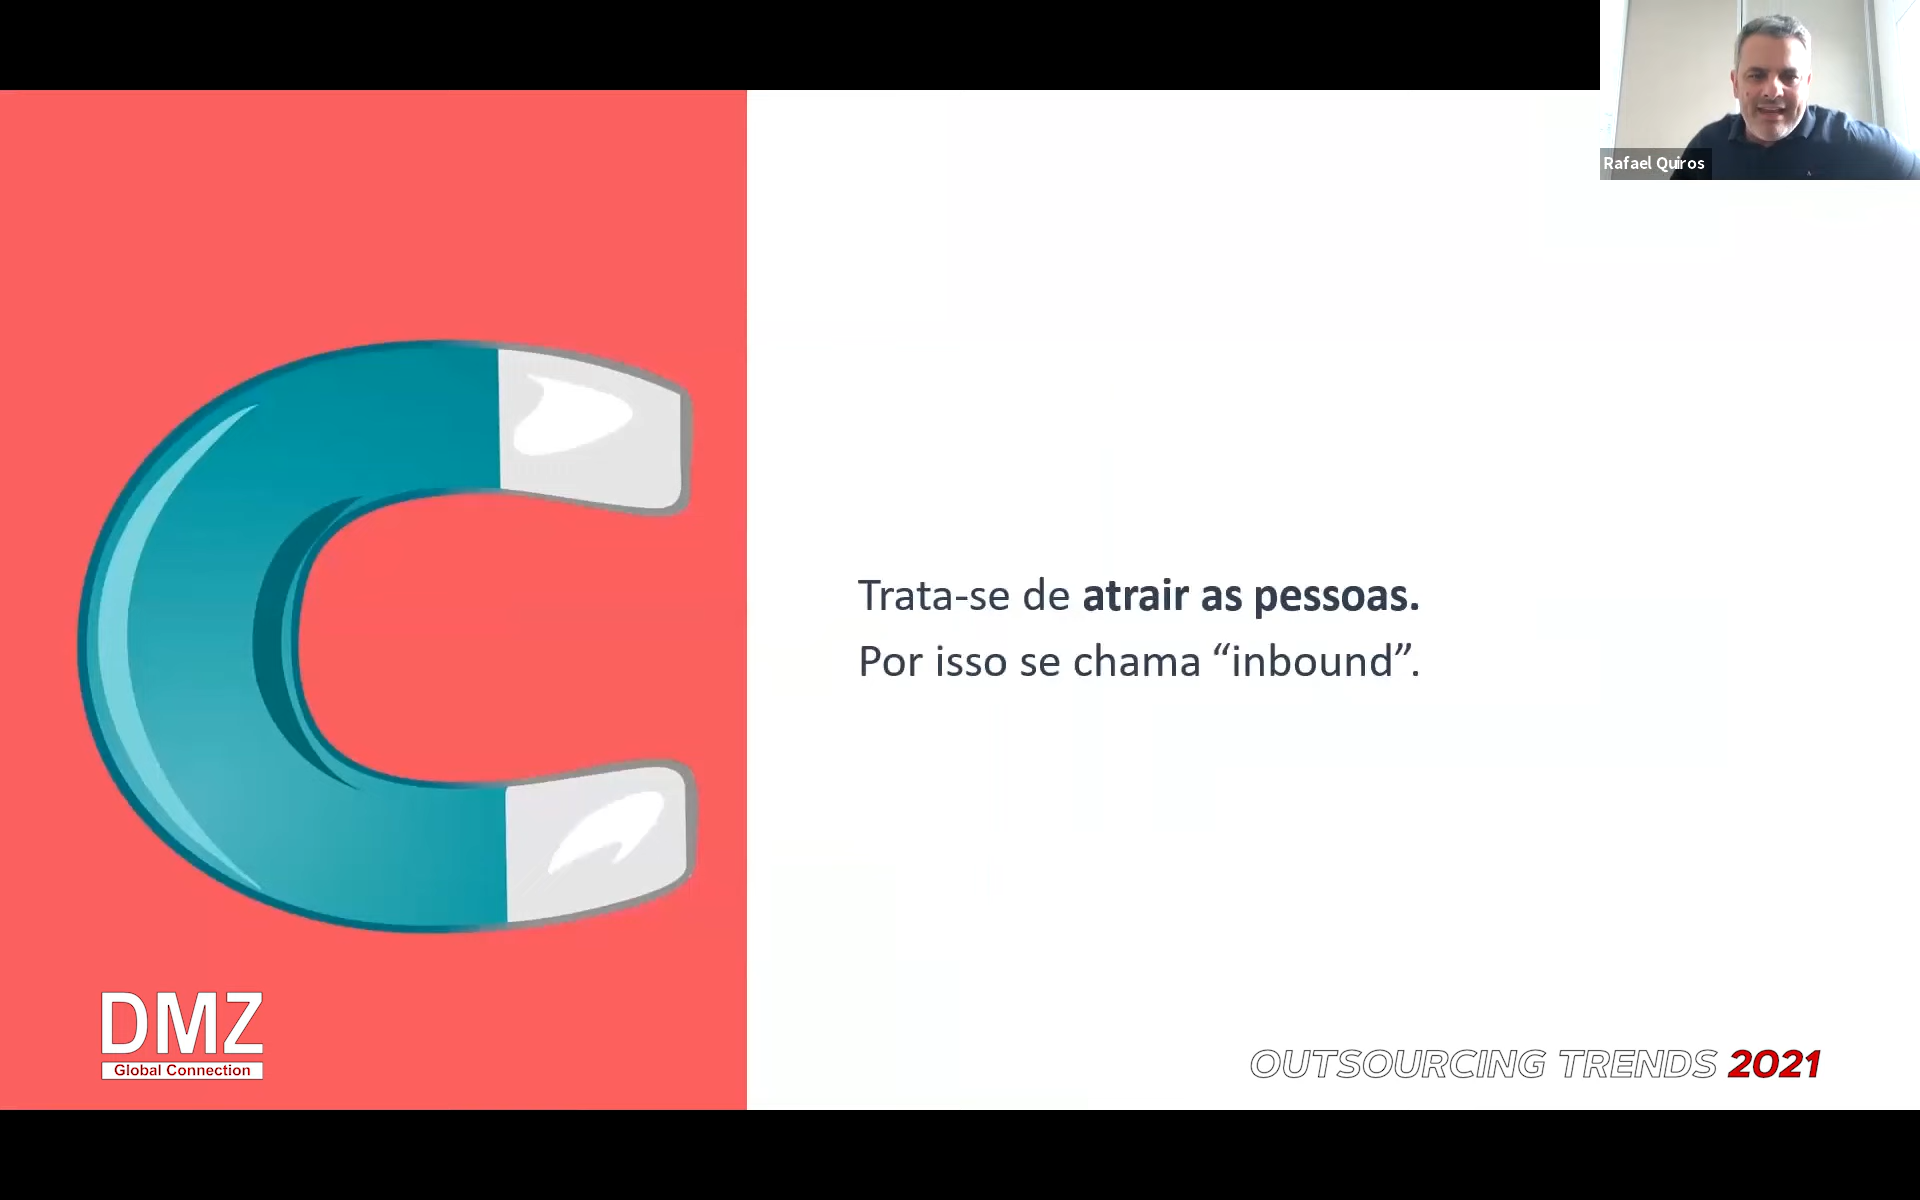 Rafael Quiros
Trata-se de atrair as pessoas.
Por isso se chama “inbound”.
DMZ
Global Connection
OUTSOURCING TRENDS 2021